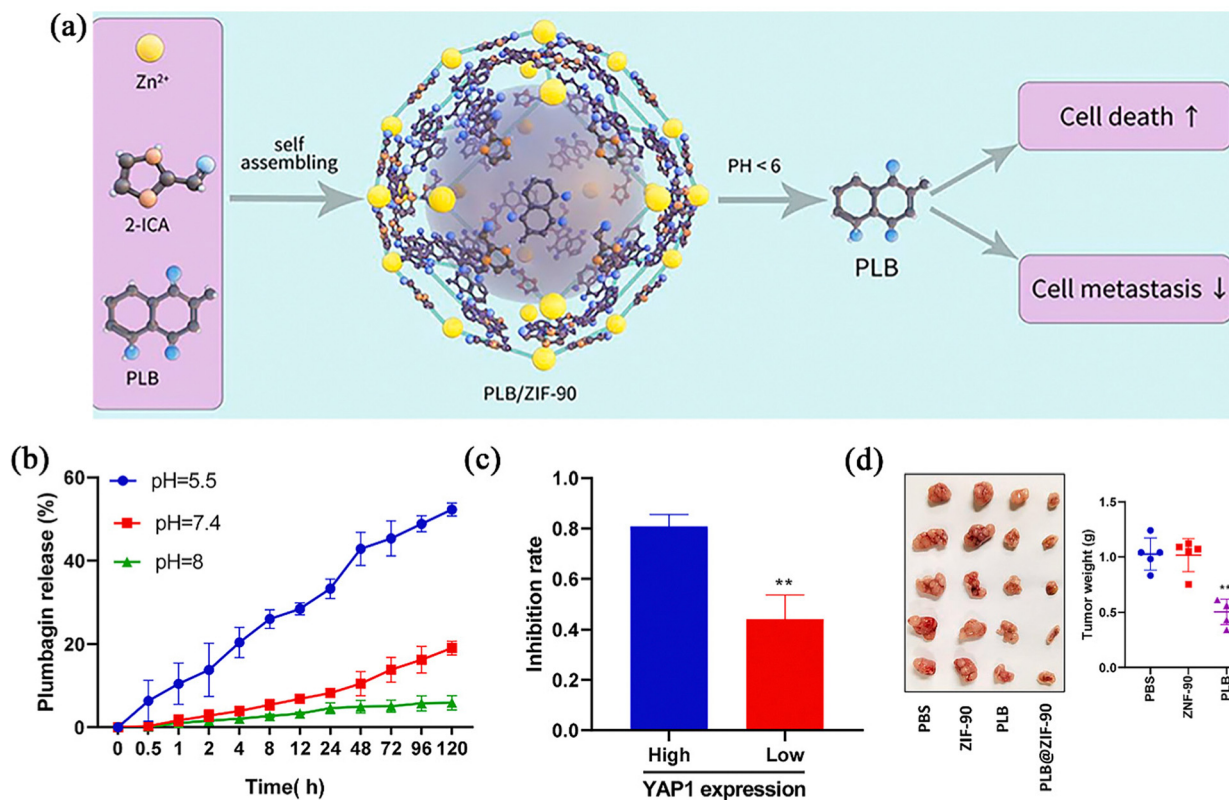 (a)
Zn²⁺
2-ICA
PLB
self
assembling
PLB/ZIF-90
PH < 6
PLB
Cell death ↑
Cell metastasis ↓
(b)
Plumbagin release (%)
60
40
20
0
pH=5.5
pH=7.4
pH=8
0 0.5 1 2 4 8 12 24 48 72 96 120
Time( h)
(c)
Inhibition rate
1.0
0.8
0.6
0.4
0.2
0.0
**
High Low
YAP1 expression
(d)
PBS ZIF-90 PLB PLB@ZIF-90
Tumor weight (g)
1.5
1.0
0.5
0.0
**
PBS ZNF-90 PLB